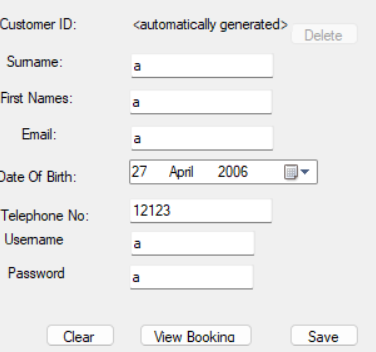 Customer ID: <automatically generated> Delete
Surname: a
First Names: a
Email: a
Date Of Birth: 27 April 2006
Telephone No: 12123
Username a
Password a
Clear View Booking Save